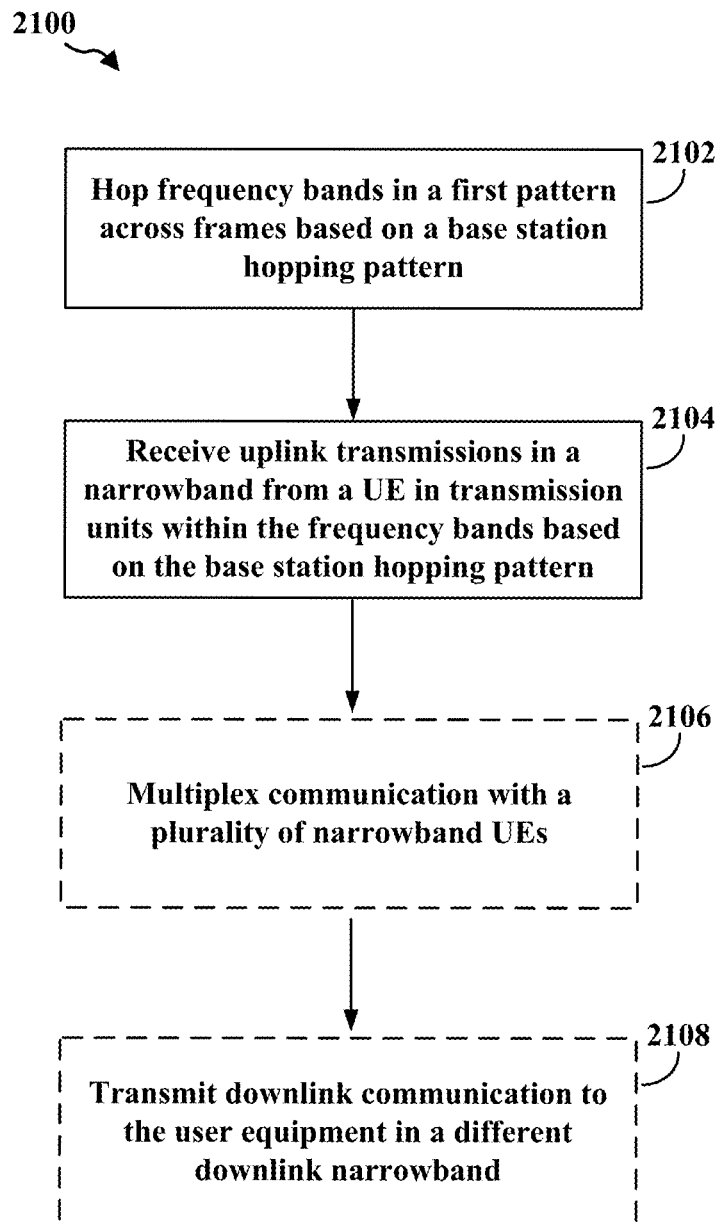 2100
2102
Hop frequency bands in a first pattern
across frames based on a base station
hopping pattern
2104
Receive uplink transmissions in a
narrowband from a UE in transmission
units within the frequency bands based
on the base station hopping pattern
2106
Multiplex communication with a
plurality of narrowband UEs
2108
Transmit downlink communication to
the user equipment in a different
downlink narrowband